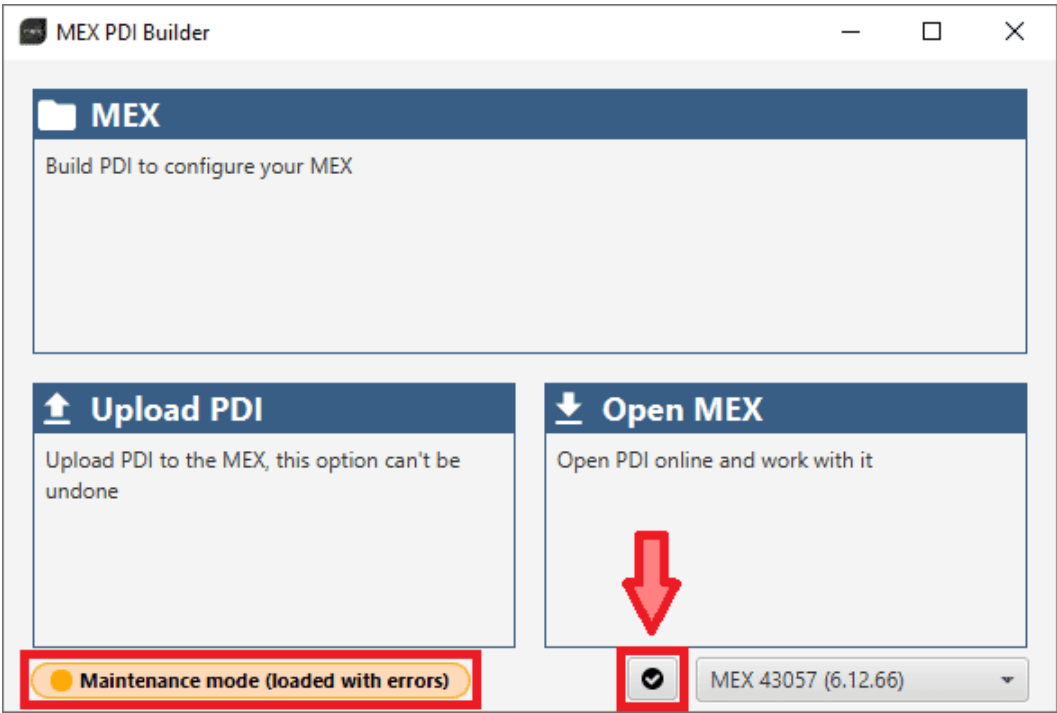 MEX PDI Builder
MEX
Build PDI to configure your MEX
Upload PDI
Upload PDI to the MEX, this option can't be
undone
Open MEX
Open PDI online and work with it
Maintenance mode (loaded with errors)
MEX 43057 (6.12.66)